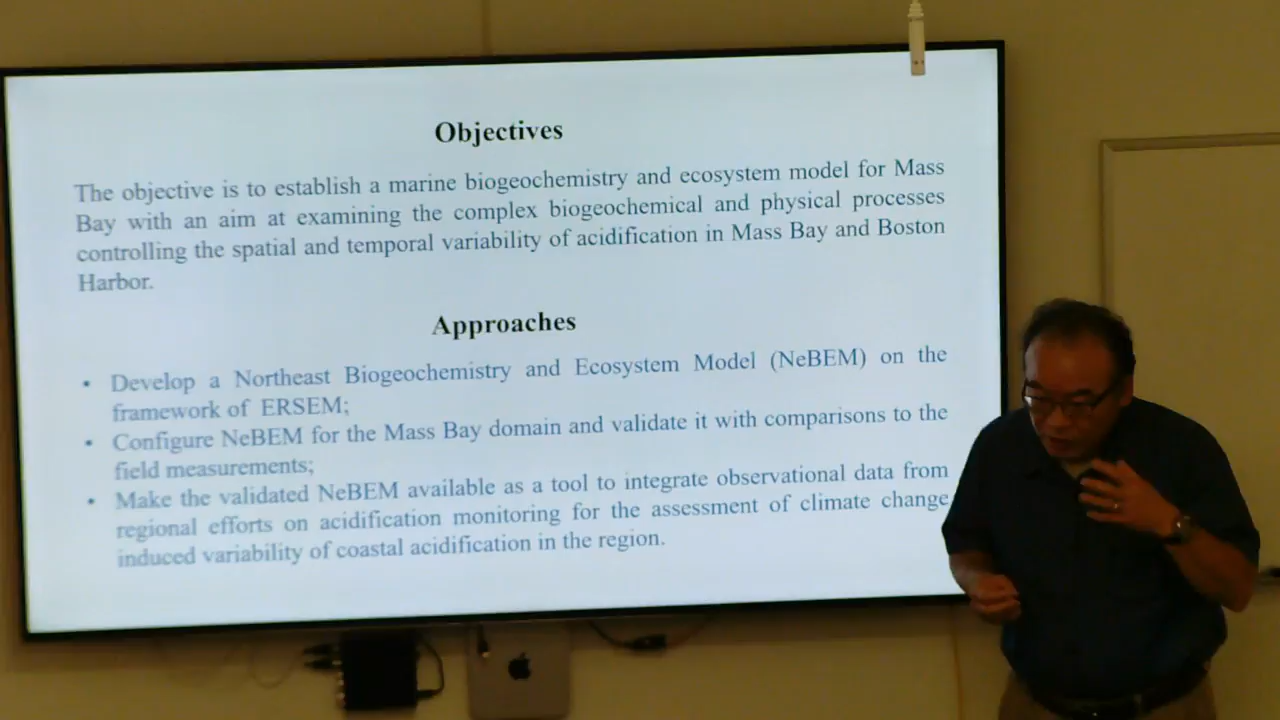 Objectives
The objective is to establish a marine biogeochemistry and ecosystem model for Mass
Bay with an aim at examining the complex biogeochemical and physical processes
controlling the spatial and temporal variability of acidification in Mass Bay and Boston
Harbor.
Approaches
• Develop a Northeast Biogeochemistry and Ecosystem Model (NeBEM) on the
framework of ERSEM;
• Configure NeBEM for the Mass Bay domain and validate it with comparisons to the
field measurements;
• Make the validated NeBEM available as a tool to integrate observational data from
regional efforts on acidification monitoring for the assessment of climate change
induced variability of coastal acidification in the region.